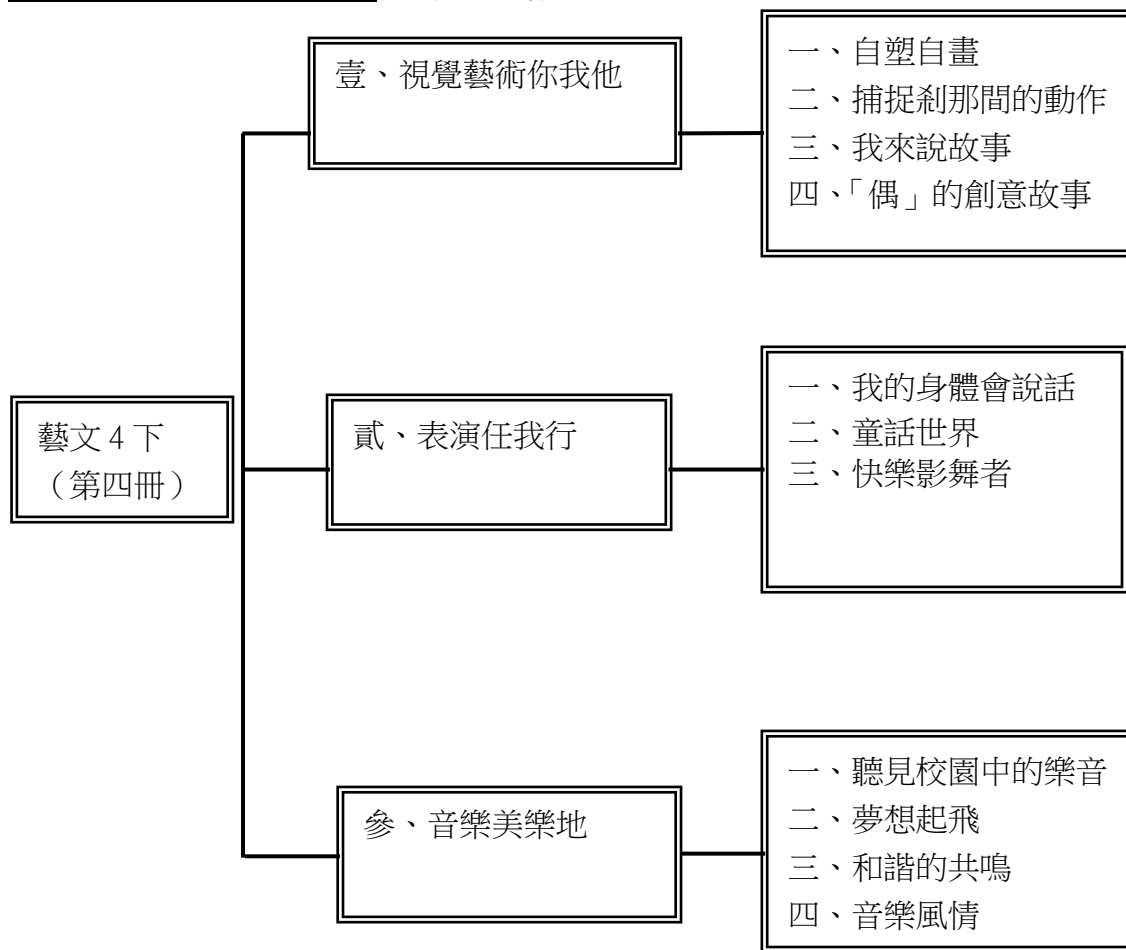 壹、視覺藝術你我他
一、自塑自畫
二、捕捉剎那間的動作
三、我來說故事
四、「偶」的創意故事
藝文 4 下
（第四冊）
貳、表演任我行
一、我的身體會說話
二、童話世界
三、快樂影舞者
參、音樂美樂地
一、聽見校園中的樂音
二、夢想起飛
三、和諧的共鳴
四、音樂風情